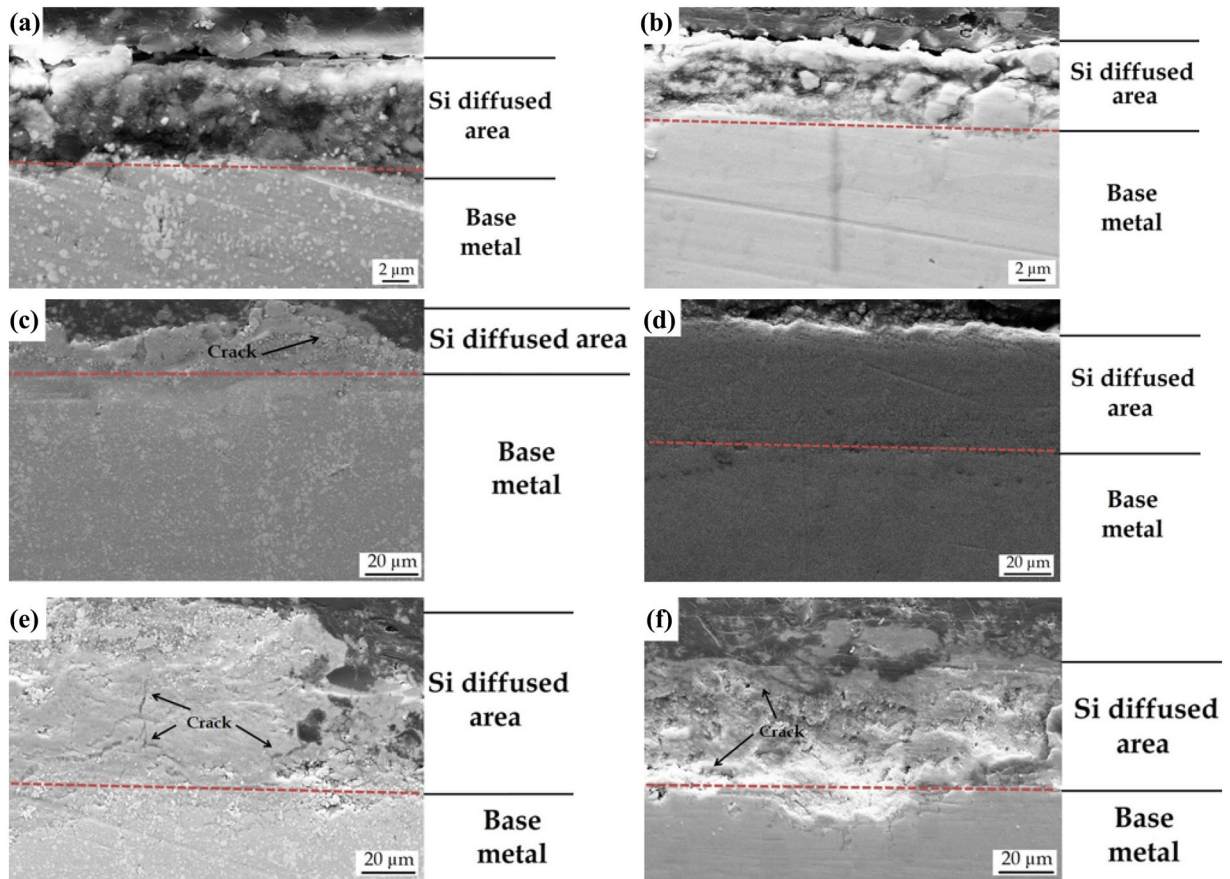 (a)
Si diffused
area
Base
metal
2 µm
(b)
Si diffused
area
Base
metal
2 µm
(c)
Crack
Si diffused area
Base
metal
20 µm
(d)
Si diffused
area
Base
metal
20 µm
(e)
Crack
Si diffused
area
Base
metal
20 µm
(f)
Crack
Si diffused
area
Base
metal
20 µm